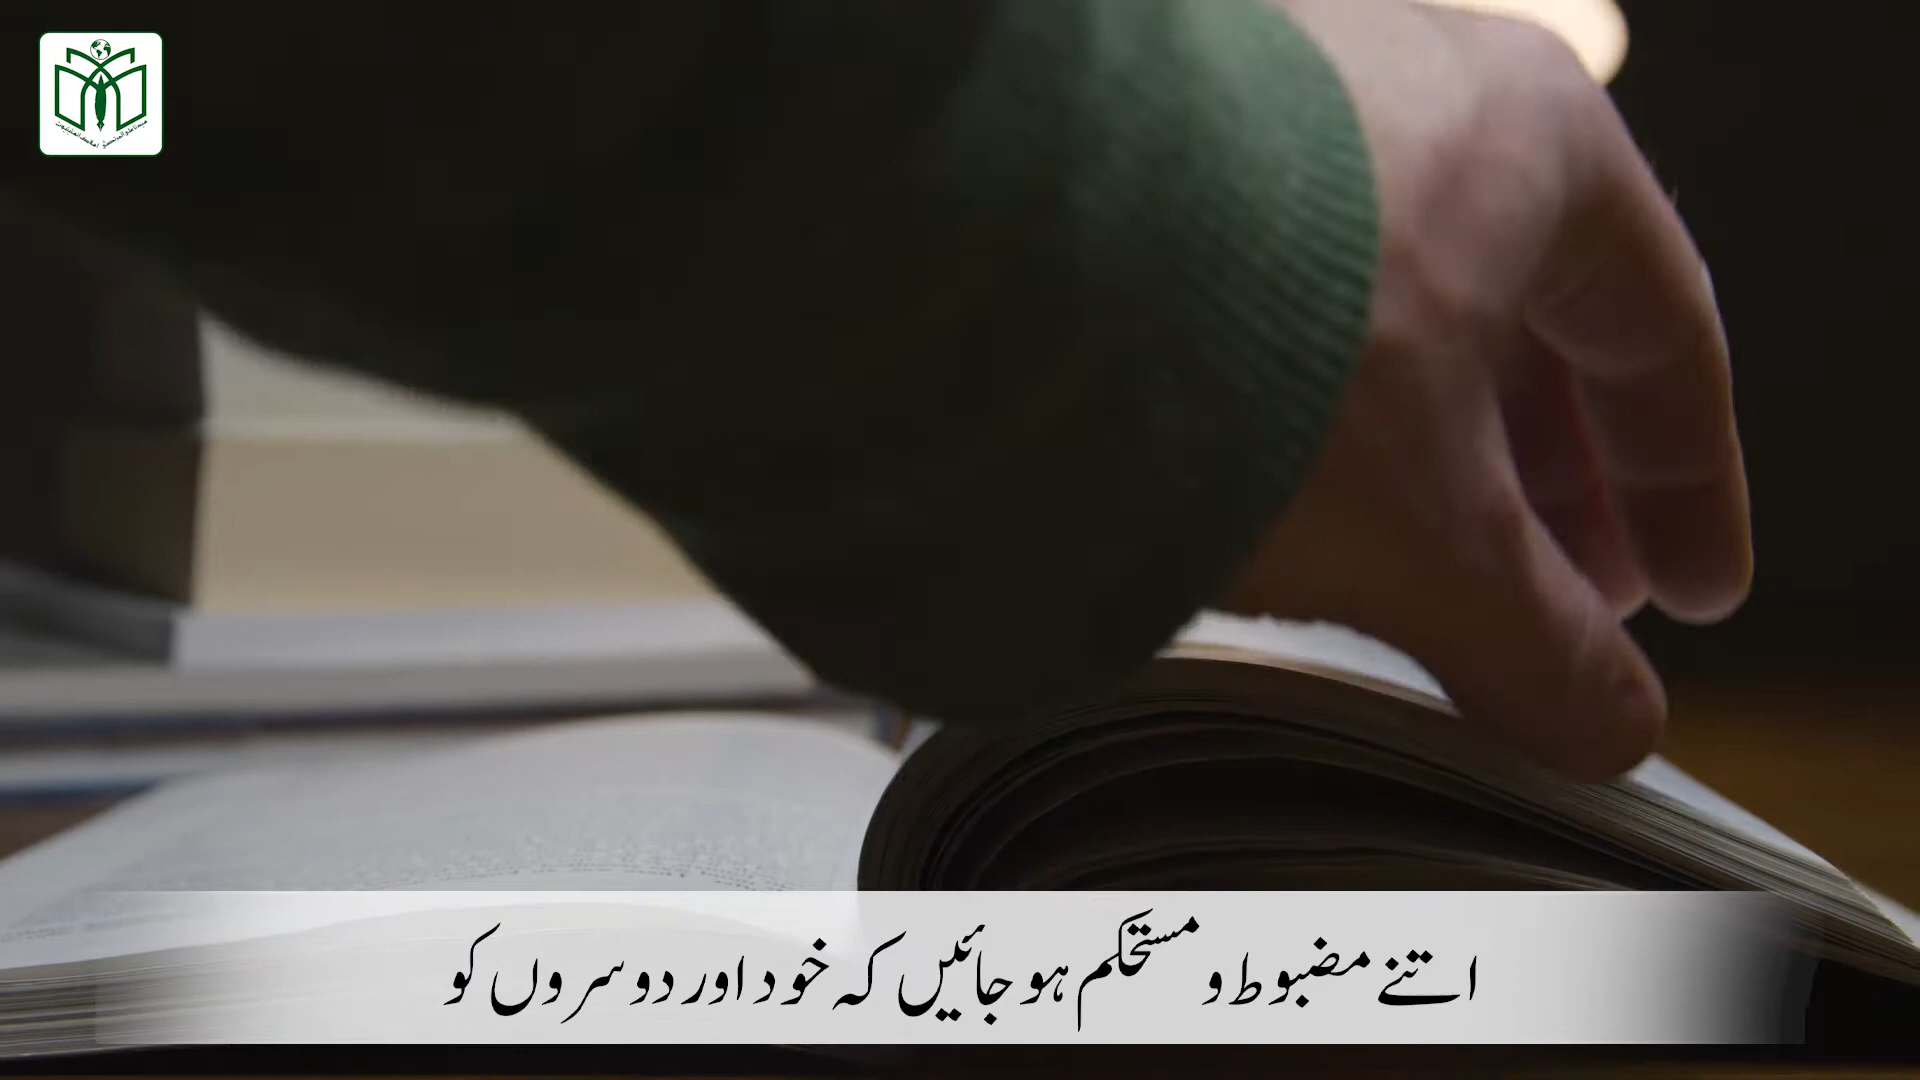 اتنے مضبوط و مستحکم ہو جائیں کہ خود اور دوسروں کو